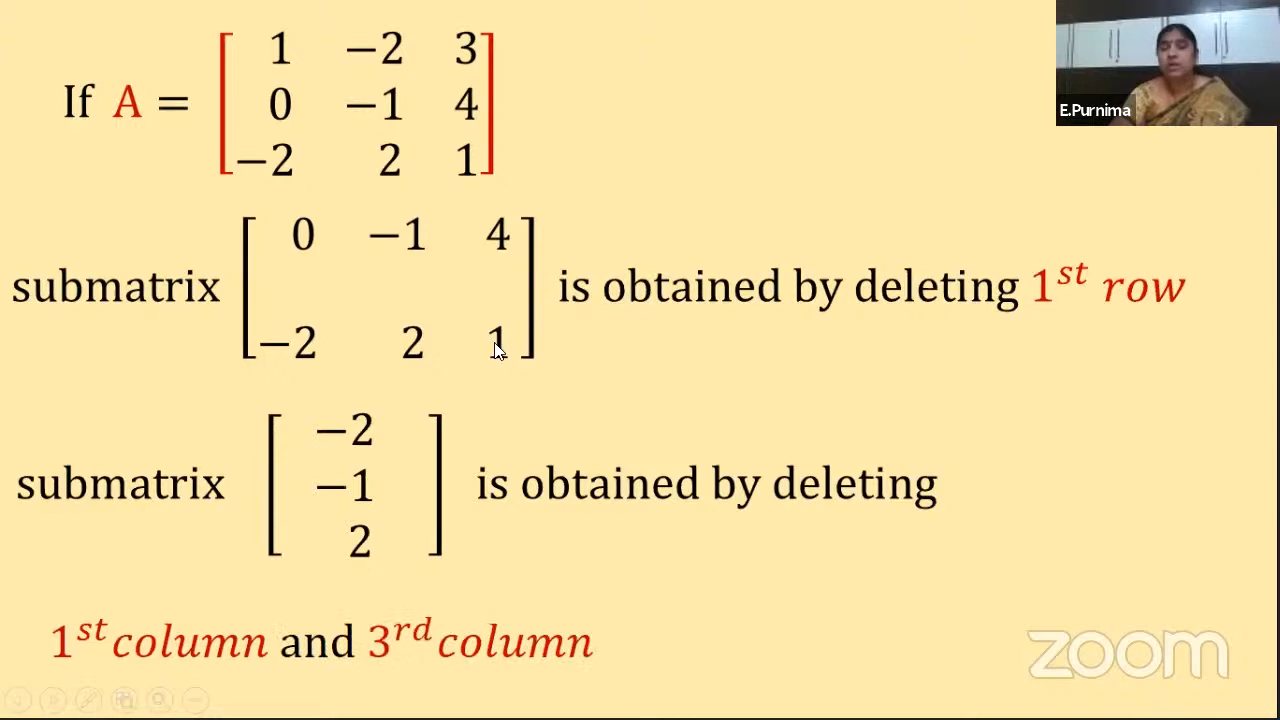 If A = [ 1 −2 3
0 −1 4
−2 2 1 ]
E.Purnima
submatrix [ 0 −1 4
−2 2 1 ] is obtained by deleting 1ˢᵗ row
submatrix [ −2
−1
2 ] is obtained by deleting
1ˢᵗ column and 3ʳᵈ column
zoom